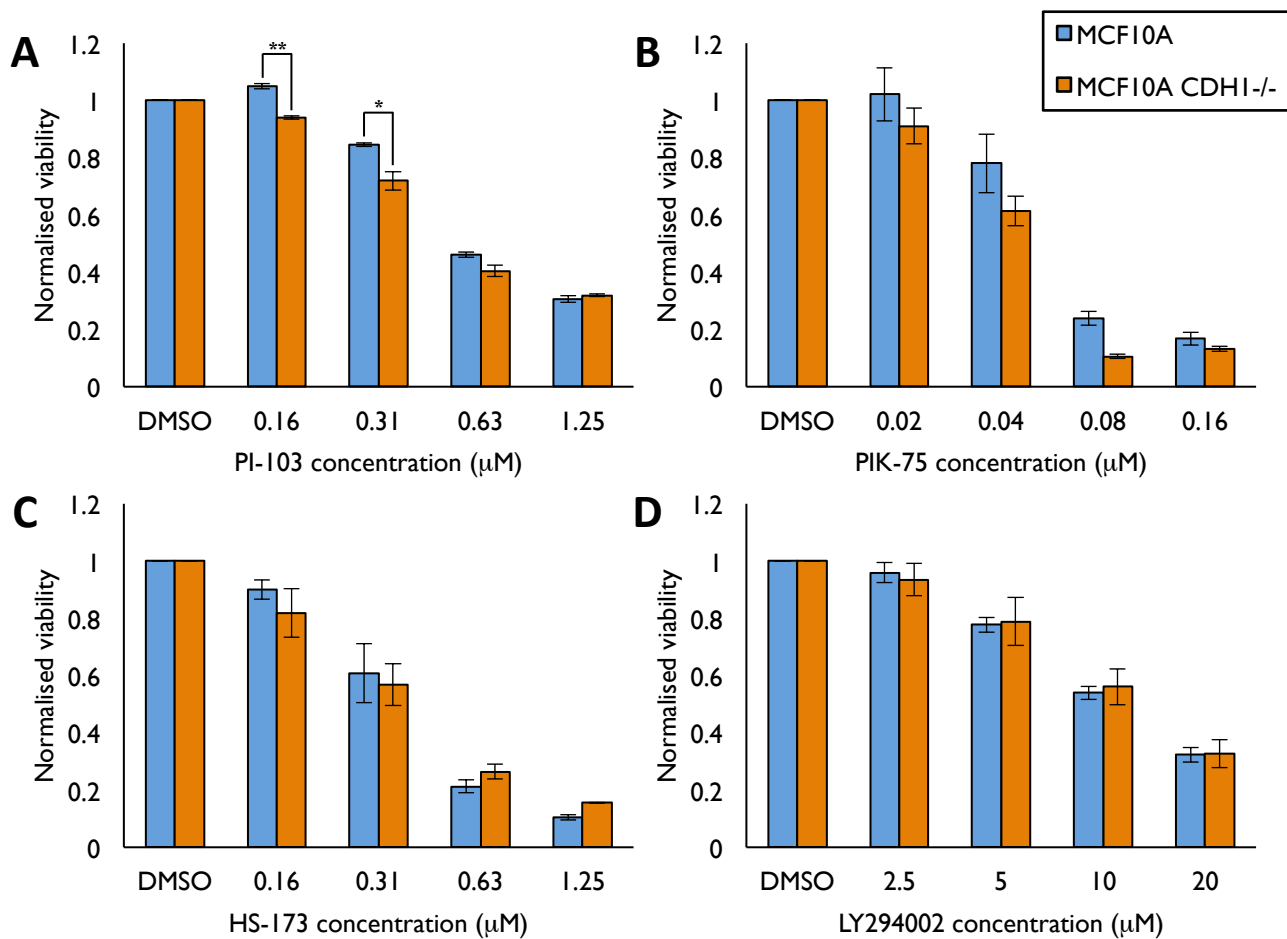 MCF10A
MCF10A CDH1-/-
A
1.2
1
0.8
0.6
0.4
0.2
0
Normalised viability
**
*
DMSO 0.16 0.31 0.63 1.25
PI-103 concentration (μM)
B
1.2
1
0.8
0.6
0.4
0.2
0
Normalised viability
DMSO 0.02 0.04 0.08 0.16
PIK-75 concentration (μM)
C
1.2
1
0.8
0.6
0.4
0.2
0
Normalised viability
DMSO 0.16 0.31 0.63 1.25
HS-173 concentration (μM)
D
1.2
1
0.8
0.6
0.4
0.2
0
Normalised viability
DMSO 2.5 5 10 20
LY294002 concentration (μM)